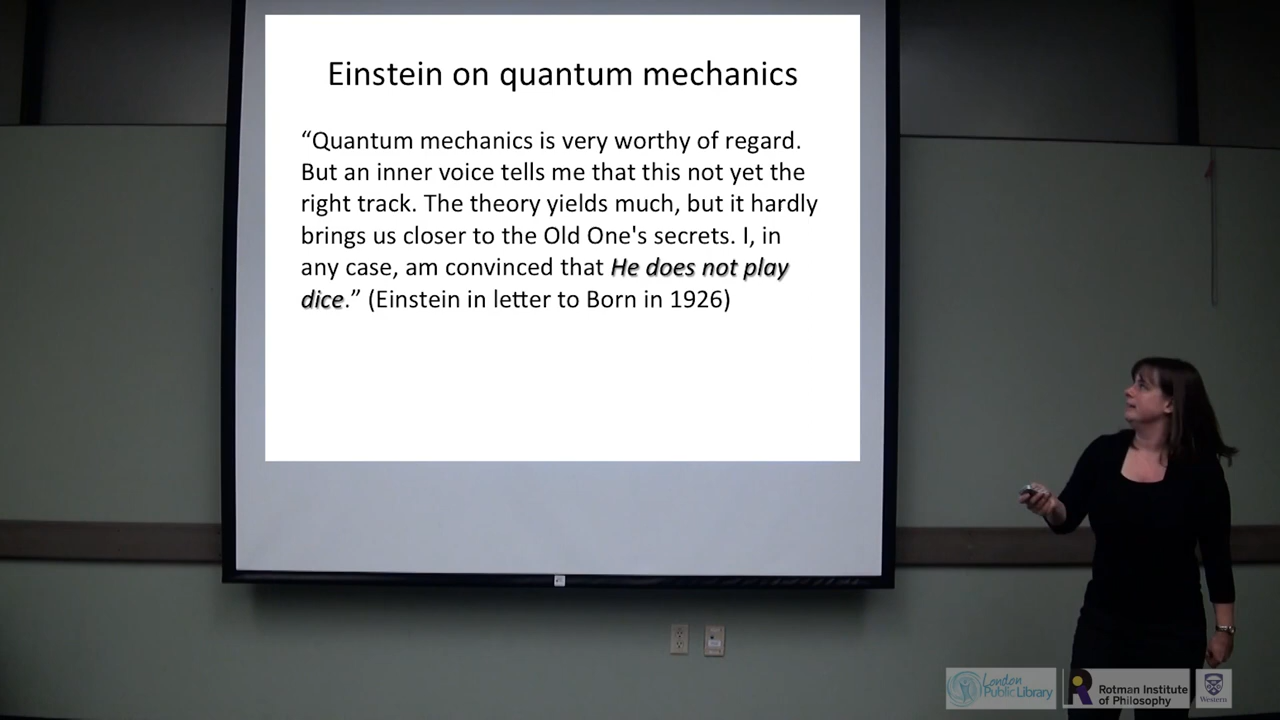 Einstein on quantum mechanics
“Quantum mechanics is very worthy of regard.
But an inner voice tells me that this not yet the
right track. The theory yields much, but it hardly
brings us closer to the Old One's secrets. I, in
any case, am convinced that He does not play
dice.” (Einstein in letter to Born in 1926)
London
Public Library
Rotman Institute
of Philosophy
Western